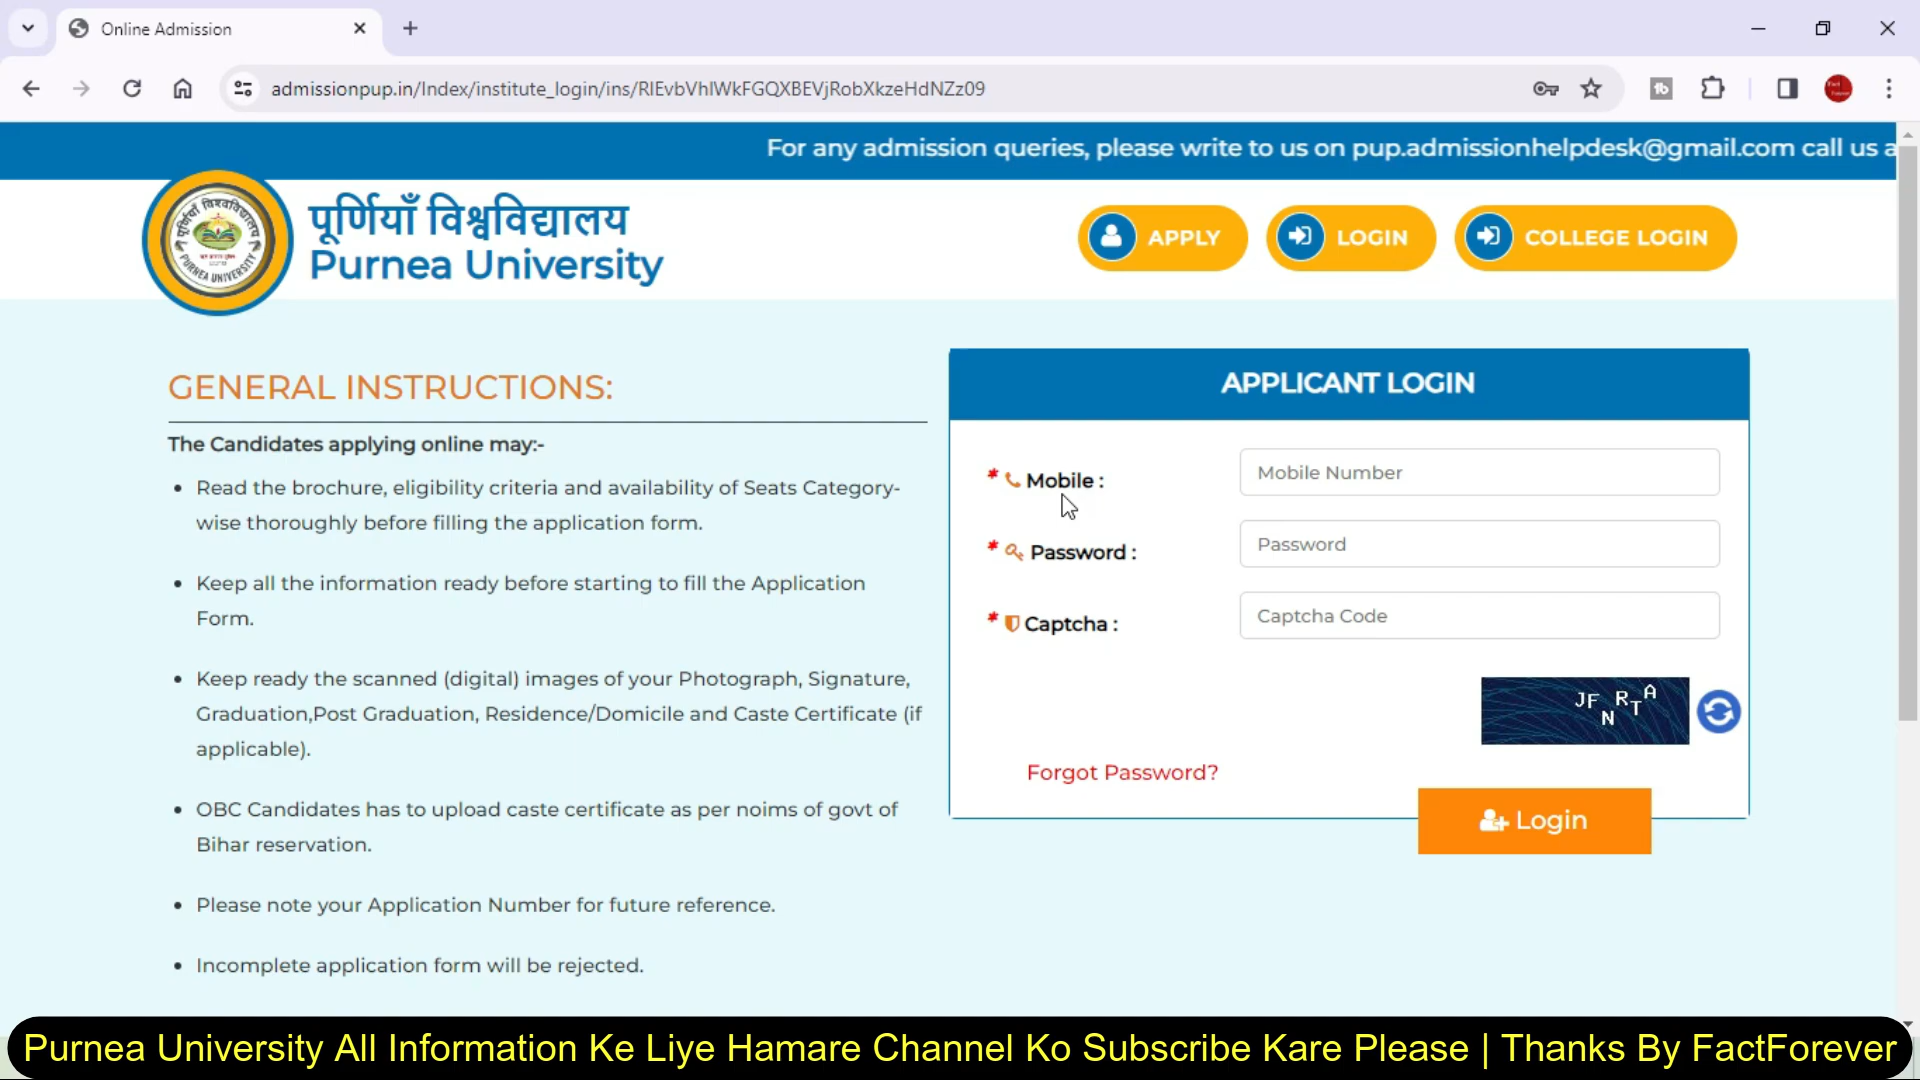 Online Admission
admissionpup.in/Index/institute_login/ins/RlEvbVhlWkFGQXBEVjRobXkzeHdNZz09
For any admission queries, please write to us on pup.admissionhelpdesk@gmail.com call us a
पूर्णियाँ विश्वविद्यालय
Purnea University
पूर्णियाँ विश्वविद्यालय
PURNEA UNIVERSITY
APPLY
LOGIN
COLLEGE LOGIN
GENERAL INSTRUCTIONS:
The Candidates applying online may:-
• Read the brochure, eligibility criteria and availability of Seats Category-
wise thoroughly before filling the application form.
• Keep all the information ready before starting to fill the Application
Form.
• Keep ready the scanned (digital) images of your Photograph, Signature,
Graduation,Post Graduation, Residence/Domicile and Caste Certificate (if
applicable).
• OBC Candidates has to upload caste certificate as per noims of govt of
Bihar reservation.
• Please note your Application Number for future reference.
• Incomplete application form will be rejected.
APPLICANT LOGIN
* Mobile :
Mobile Number
* Password :
Password
* Captcha :
Captcha Code
JFNRTA
Forgot Password?
Login
Purnea University All Information Ke Liye Hamare Channel Ko Subscribe Kare Please | Thanks By FactForever